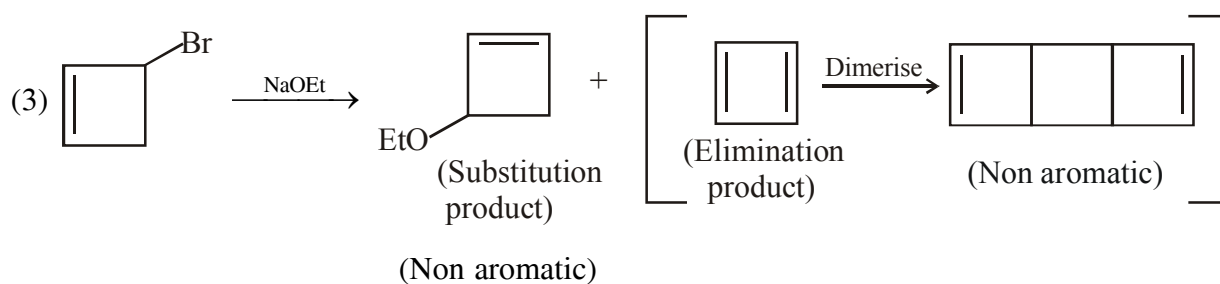 (3)
Br
NaOEt
EtO
(Substitution
product)
(Non aromatic)
+
(Elimination
product)
Dimerise
(Non aromatic)